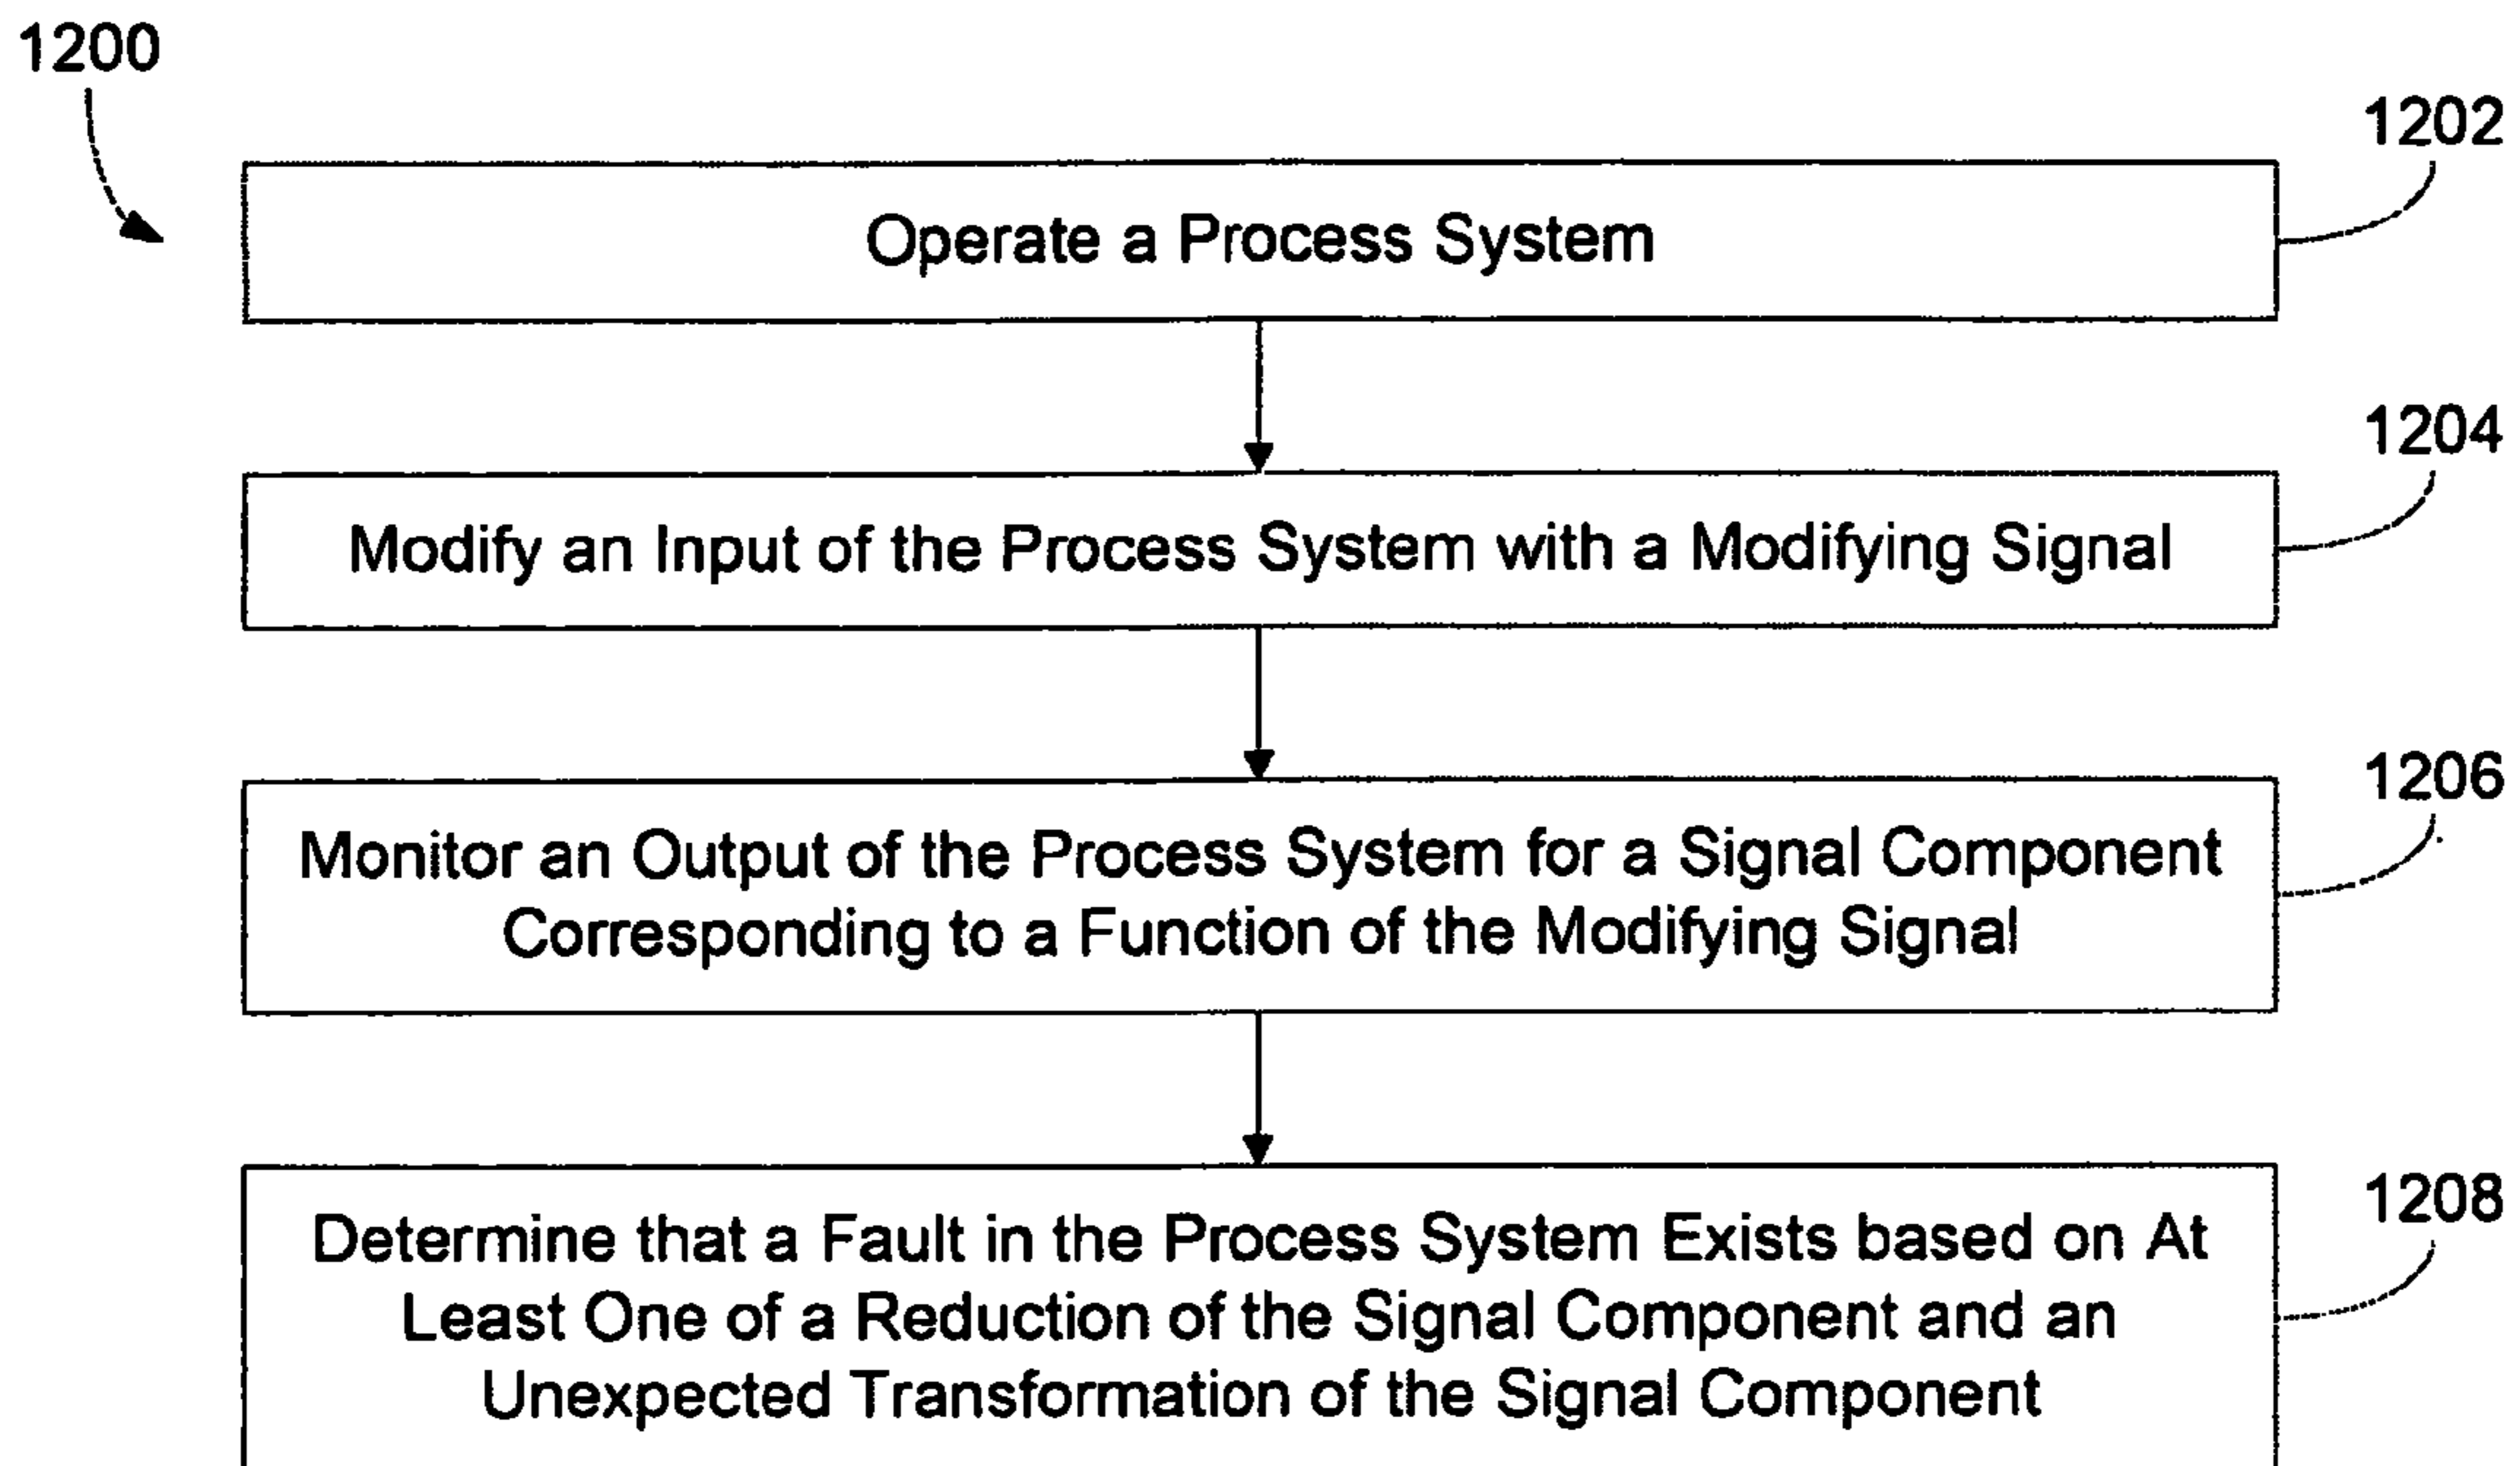 1200
1202
Operate a Process System
1204
Modify an Input of the Process System with a Modifying Signal
1206
Monitor an Output of the Process System for a Signal Component
Corresponding to a Function of the Modifying Signal
1208
Determine that a Fault in the Process System Exists based on At
Least One of a Reduction of the Signal Component and an
Unexpected Transformation of the Signal Component